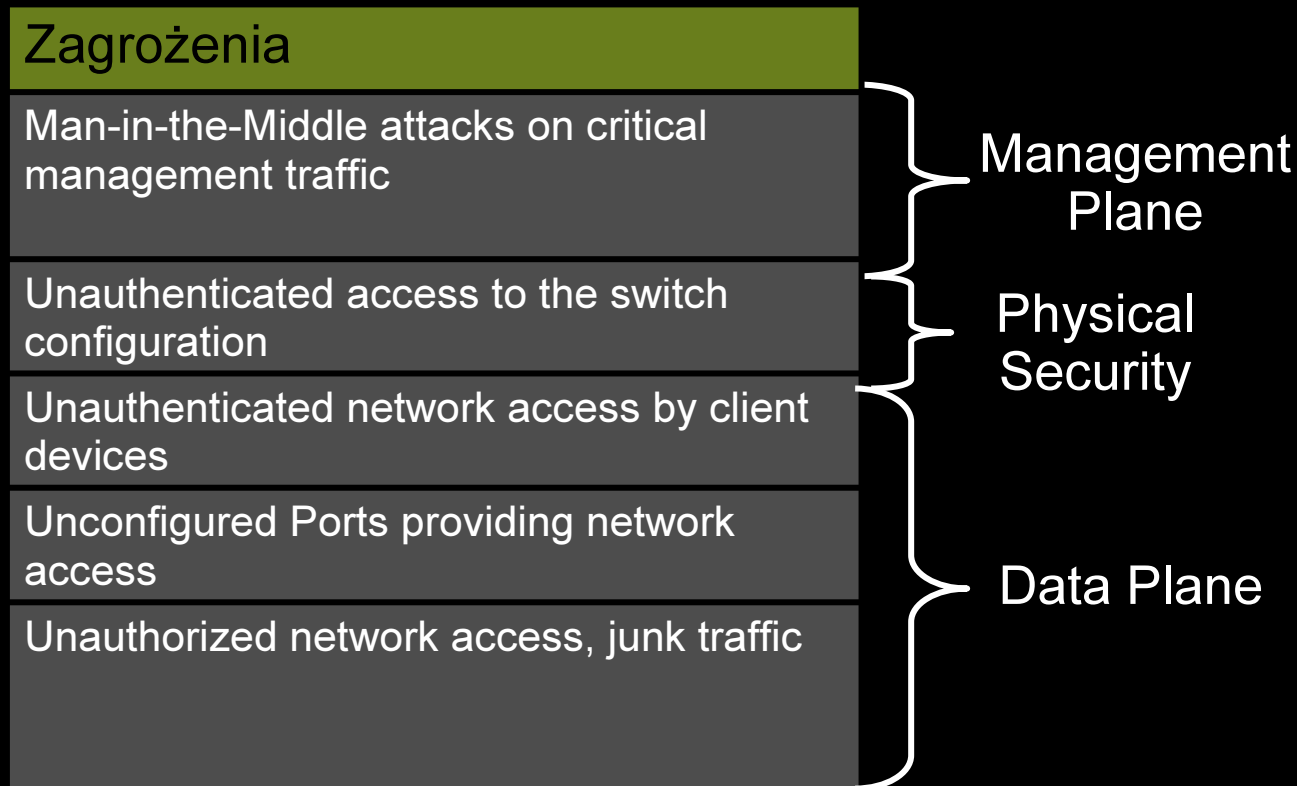 Zagrożenia
Man-in-the-Middle attacks on critical
management traffic
Management
Plane
Unauthenticated access to the switch
configuration
Physical
Security
Unauthenticated network access by client
devices
Unconfigured Ports providing network
access
Unauthorized network access, junk traffic
Data Plane